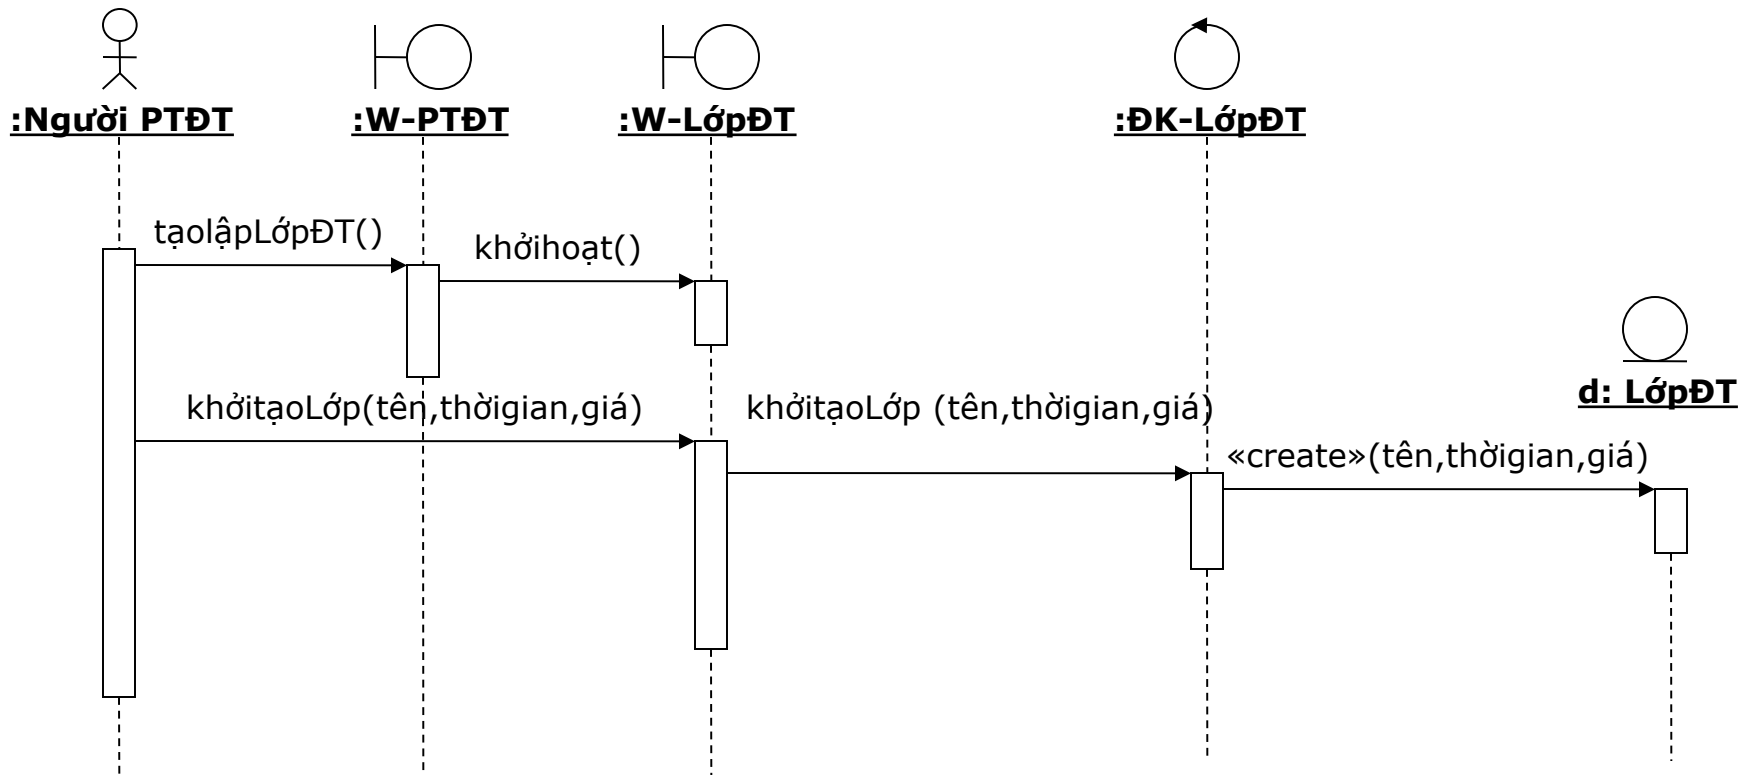 :Người PTĐT
:W-PTĐT
:W-LớpĐT
:ĐK-LớpĐT
tạolậpLớpĐT()
khởihoạt()
d: LớpĐT
khởitạoLớp(tên,thờigian,giá)
khởitạoLớp (tên,thờigian,giá)
«create»(tên,thờigian,giá)